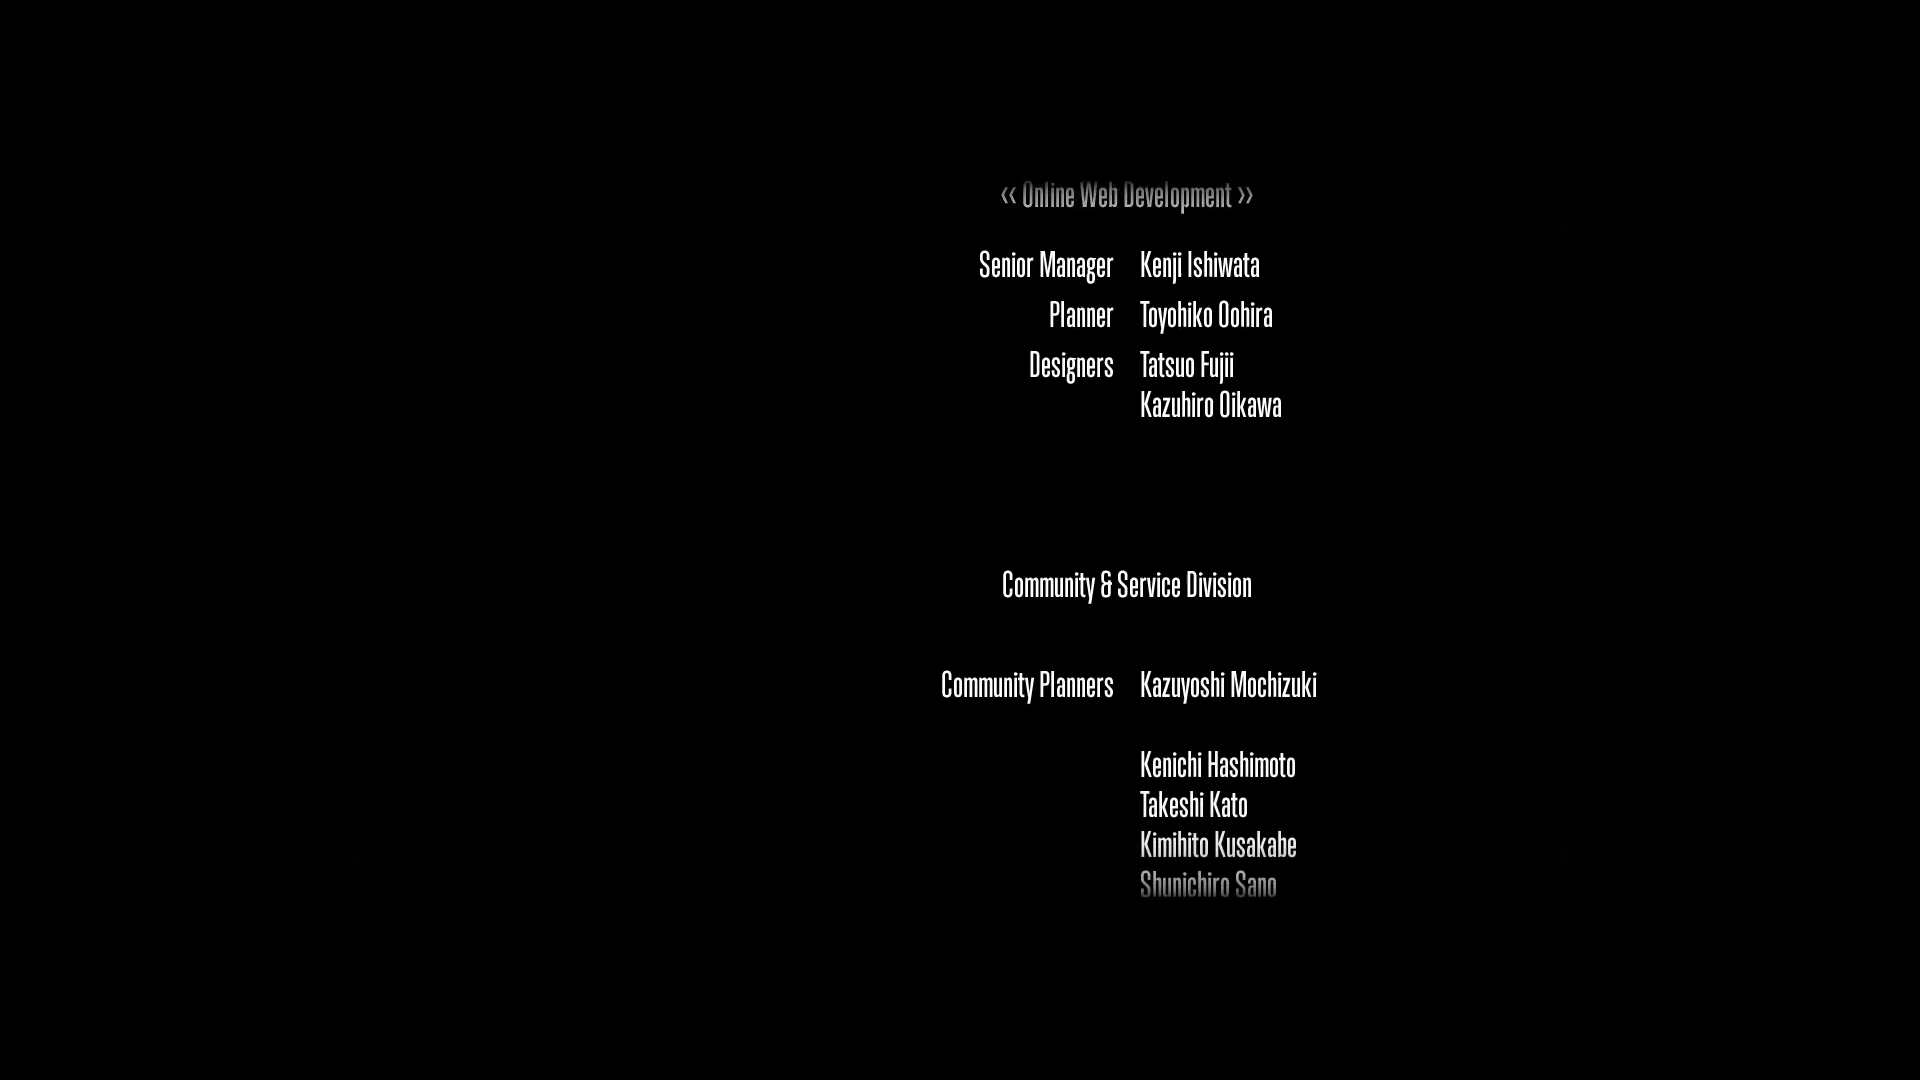 ‹‹ Online Web Development ››
Senior Manager Kenji Ishiwata
Planner Toyohiko Oohira
Designers Tatsuo Fujii
Kazuhiro Oikawa
Community & Service Division
Community Planners Kazuyoshi Mochizuki
Kenichi Hashimoto
Takeshi Kato
Kimihito Kusakabe
Shunichiro Sano